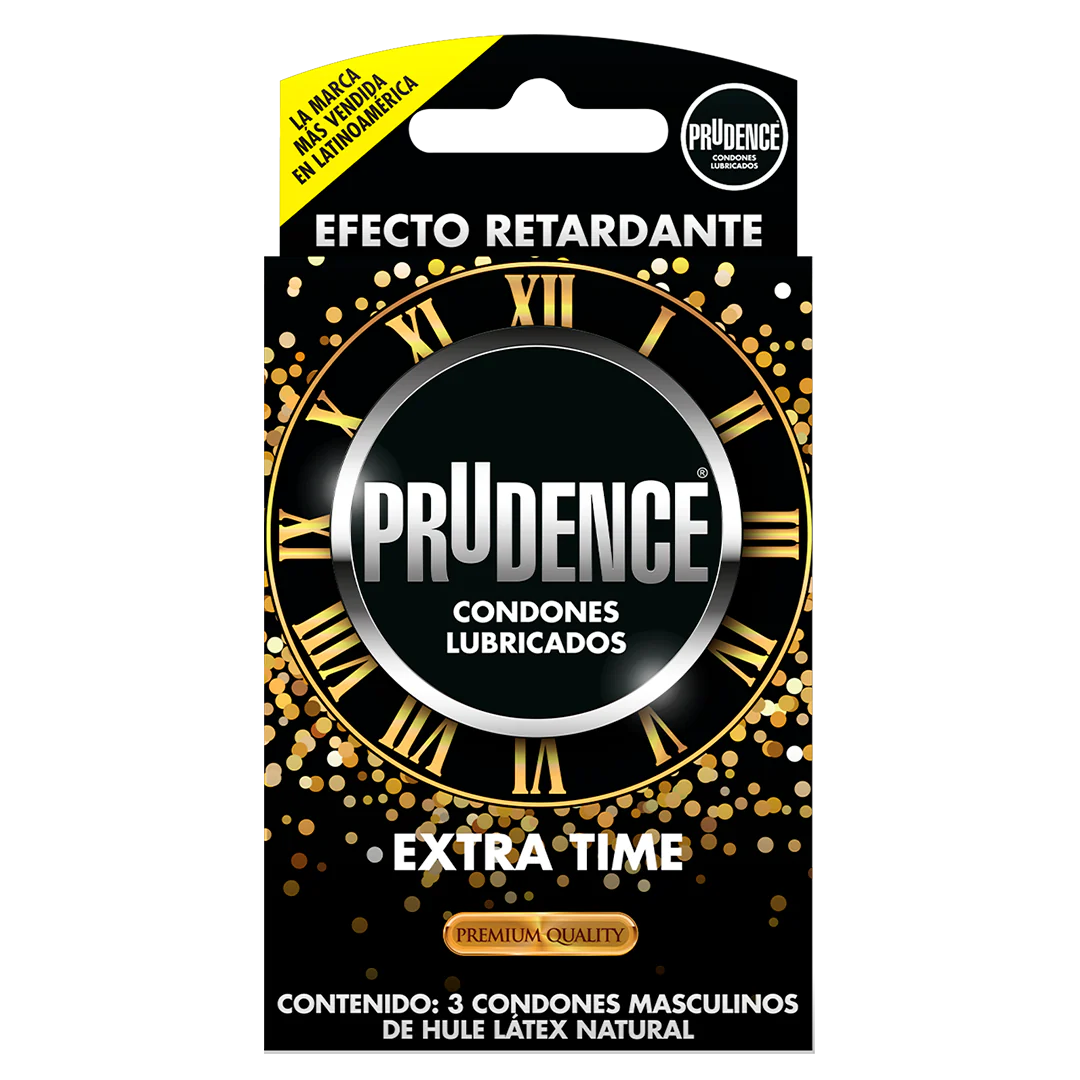 LA MARCA
MÁS VENDIDA
EN LATINOAMÉRICA
PRUDENCE
CONDONES
LUBRICADOS
EFECTO RETARDANTE
XII
XI
I
X
II
IX
III
VIII
IV
VII
V
VI
PRUDENCE®
CONDONES
LUBRICADOS
EXTRA TIME
PREMIUM QUALITY
CONTENIDO: 3 CONDONES MASCULINOS
DE HULE LÁTEX NATURAL